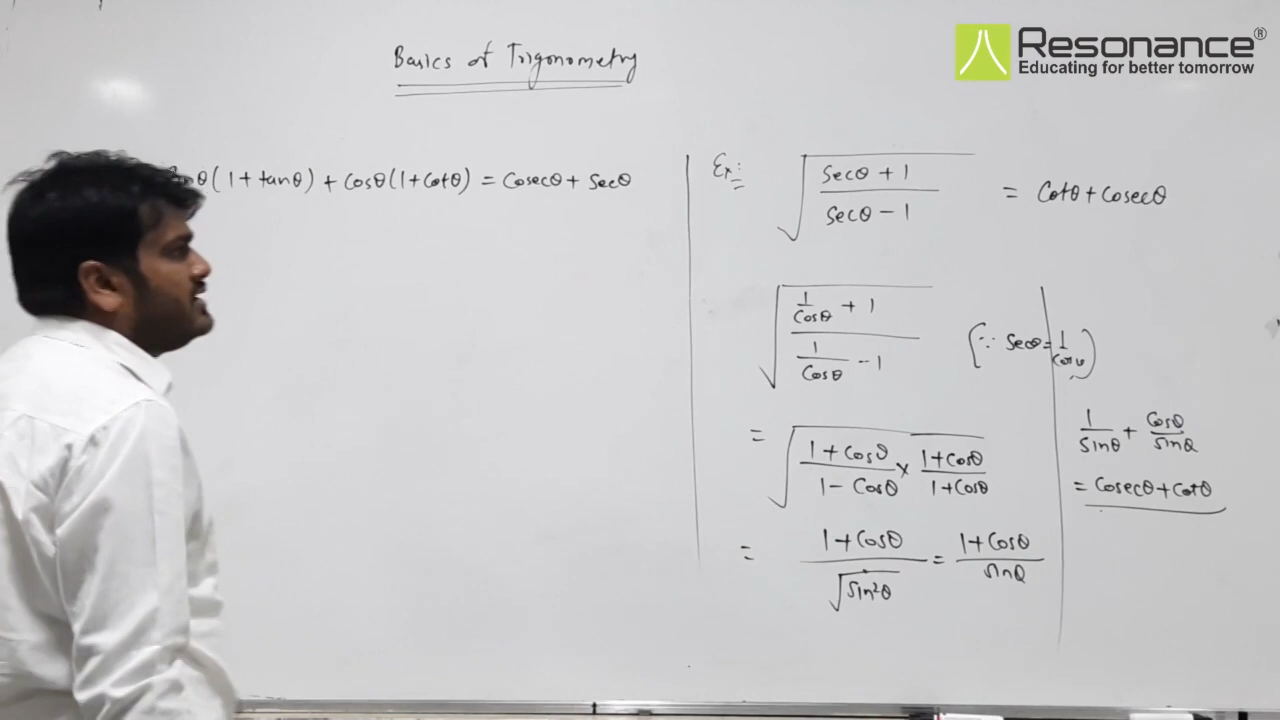 Resonance®
Educating for better tomorrow
Basics of Trigonometry
θ(1+tanθ) + Cosθ(1+Cotθ) = Cosecθ + Secθ
Ex:
√((Secθ + 1)/(Secθ - 1)) = Cotθ + Cosecθ
√((1/Cosθ + 1)/(1/Cosθ - 1)) (∵ Secθ = 1/Cosθ)
= √((1+Cosθ)/(1-Cosθ) × (1+Cosθ)/(1+Cosθ))
= (1+Cosθ)/√(Sin²θ) = (1+Cosθ)/Sinθ
1/Sinθ + Cosθ/Sinθ
= Cosecθ + Cotθ